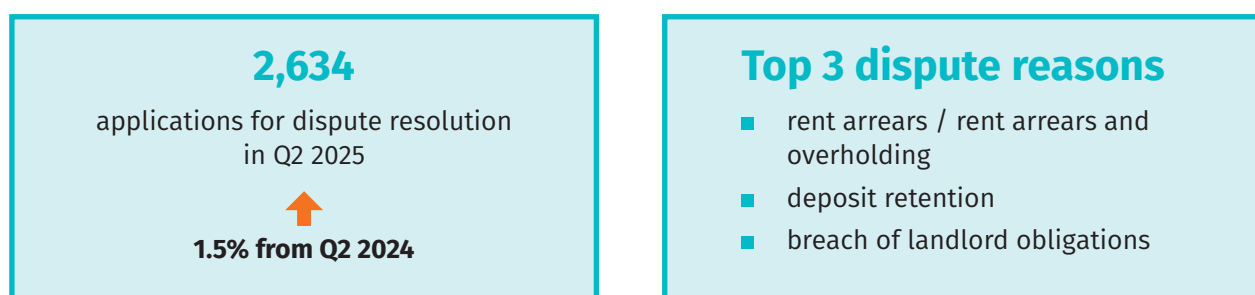 2,634
applications for dispute resolution
in Q2 2025
1.5% from Q2 2024
Top 3 dispute reasons
rent arrears / rent arrears and
overholding
deposit retention
breach of landlord obligations